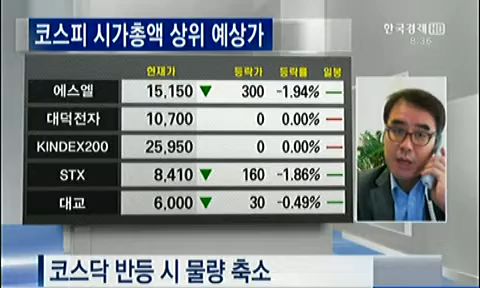 코스피 시가총액 상위 예상가
한국경제 HD
8:36
현재가 등락가 등락률 일봉
에스엘 15,150 ▼ 300 -1.94%
대덕전자 10,700 0 0.00%
KINDEX200 25,950 0 0.00%
STX 8,410 ▼ 160 -1.86%
대교 6,000 ▼ 30 -0.49%
코스닥 반등 시 물량 축소